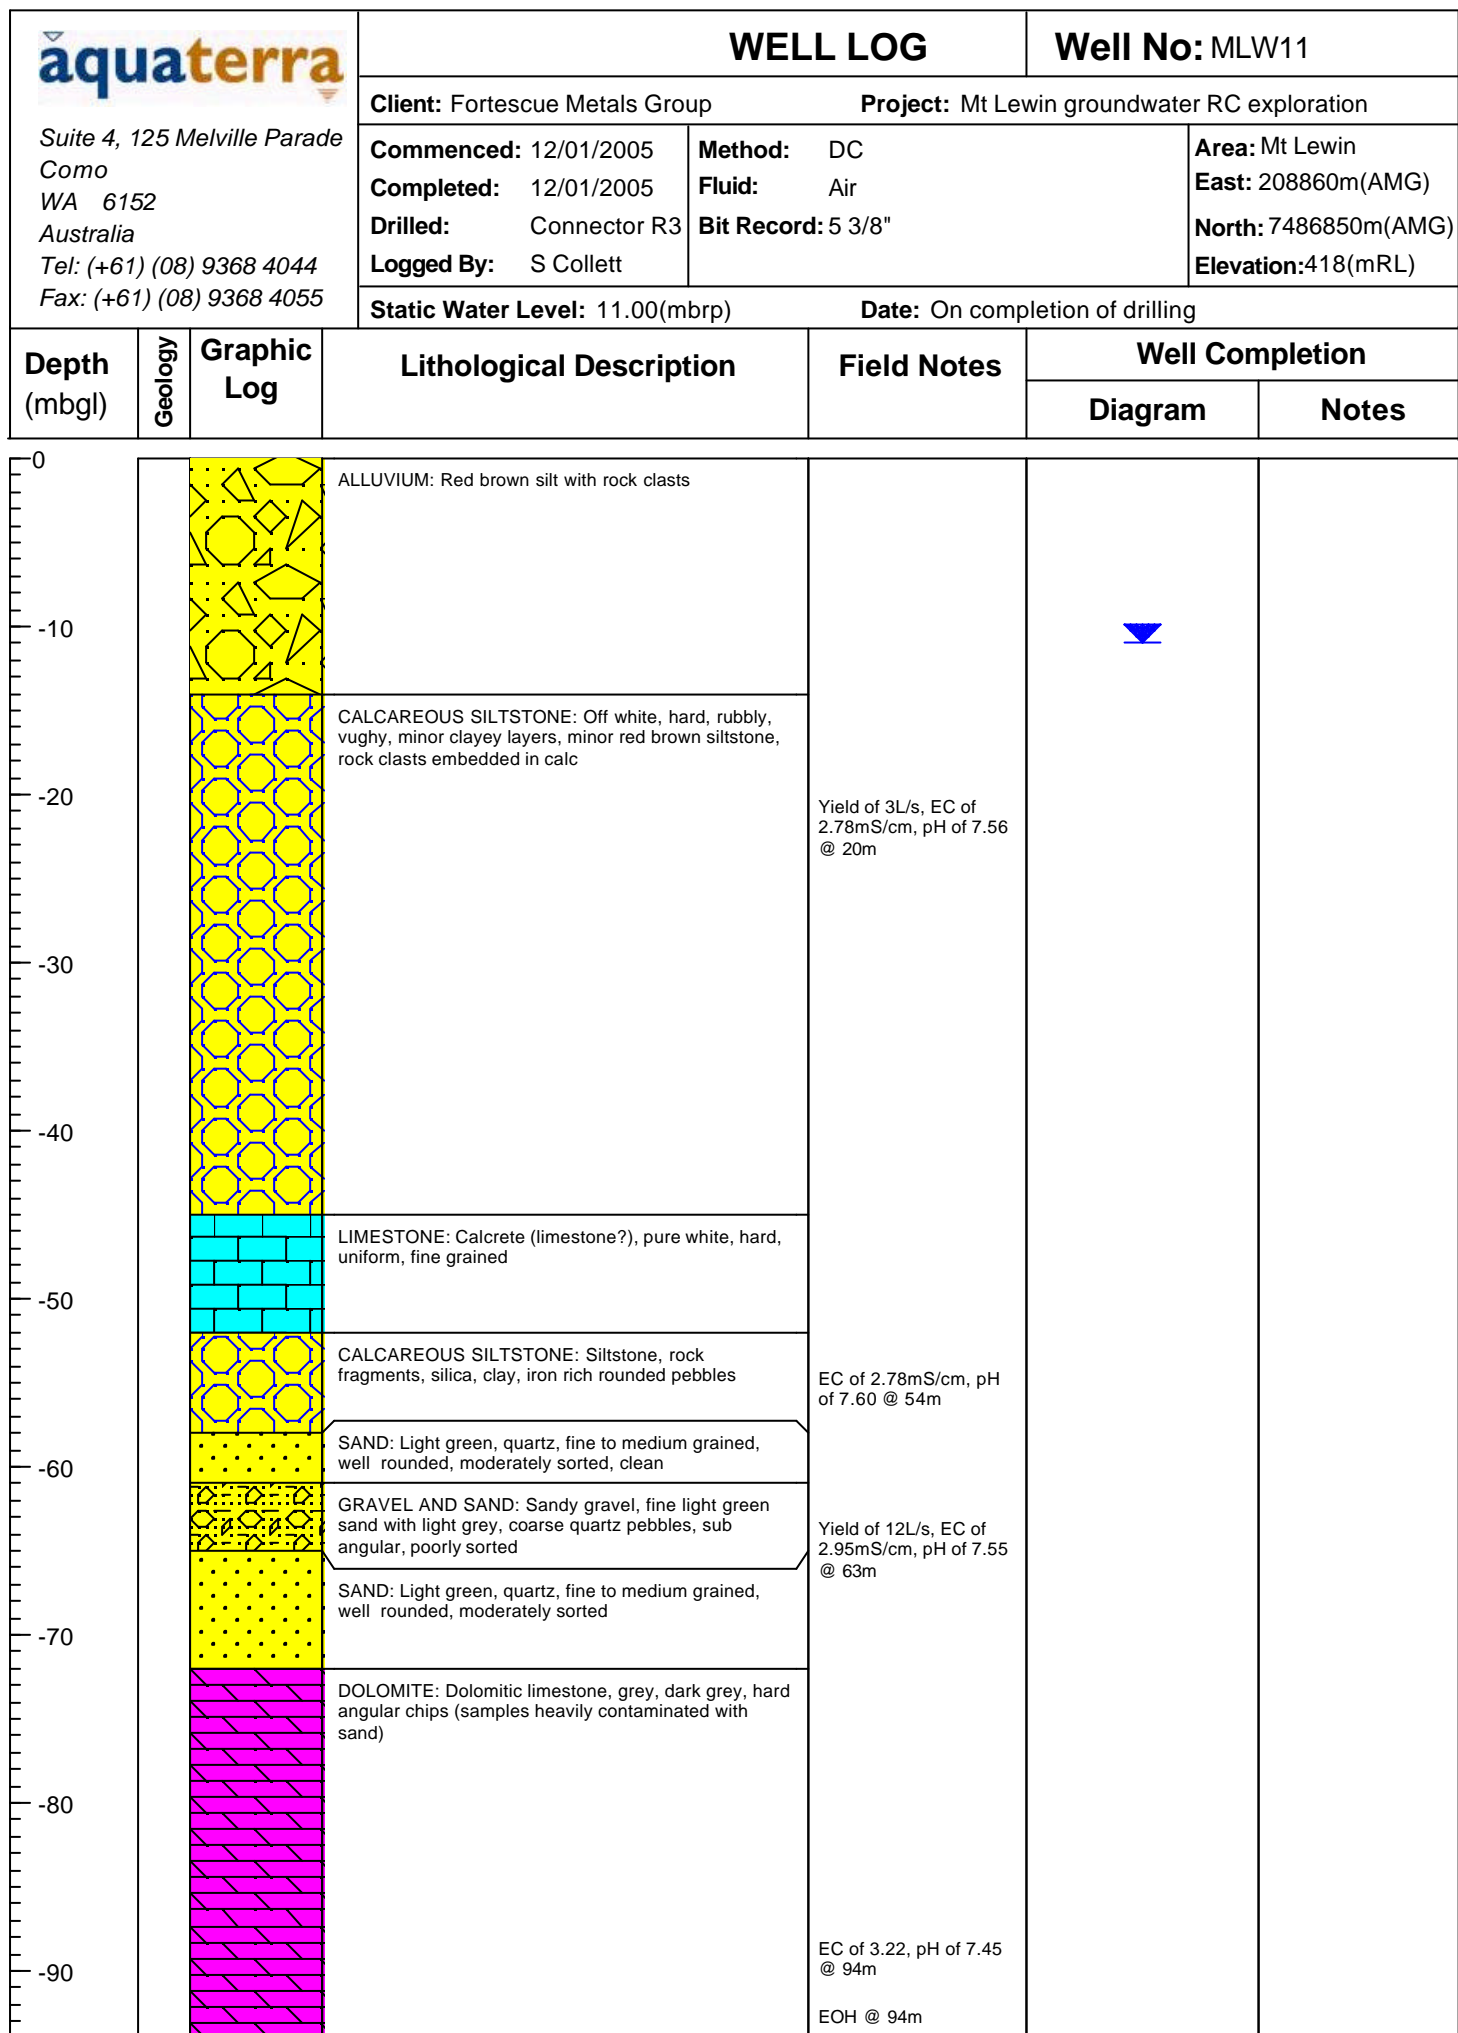 aquaterra
Suite 4, 125 Melville Parade
Como
WA 6152
Australia
Tel: (+61) (08) 9368 4044
Fax: (+61) (08) 9368 4055
WELL LOG
Well No: MLW11
Client: Fortescue Metals Group
Project: Mt Lewin groundwater RC exploration
Commenced: 12/01/2005
Completed: 12/01/2005
Drilled: Connector R3
Logged By: S Collett
Method: DC
Fluid: Air
Bit Record: 5 3/8"
Area: Mt Lewin
East: 208860m(AMG)
North: 7486850m(AMG)
Elevation:418(mRL)
Static Water Level: 11.00(mbrp)
Date: On completion of drilling
Depth
(mbgl)
Geology
Graphic
Log
Lithological Description
Field Notes
Well Completion
Diagram
Notes
0
ALLUVIUM: Red brown silt with rock clasts
-10
CALCAREOUS SILTSTONE: Off white, hard, rubbly,
vughy, minor clayey layers, minor red brown siltstone,
rock clasts embedded in calc
-20
Yield of 3L/s, EC of
2.78mS/cm, pH of 7.56
@ 20m
-30
-40
LIMESTONE: Calcrete (limestone?), pure white, hard,
uniform, fine grained
-50
CALCAREOUS SILTSTONE: Siltstone, rock
fragments, silica, clay, iron rich rounded pebbles
EC of 2.78mS/cm, pH
of 7.60 @ 54m
SAND: Light green, quartz, fine to medium grained,
well rounded, moderately sorted, clean
-60
GRAVEL AND SAND: Sandy gravel, fine light green
sand with light grey, coarse quartz pebbles, sub
angular, poorly sorted
Yield of 12L/s, EC of
2.95mS/cm, pH of 7.55
@ 63m
SAND: Light green, quartz, fine to medium grained,
well rounded, moderately sorted
-70
DOLOMITE: Dolomitic limestone, grey, dark grey, hard
angular chips (samples heavily contaminated with
sand)
-80
EC of 3.22, pH of 7.45
@ 94m
-90
EOH @ 94m